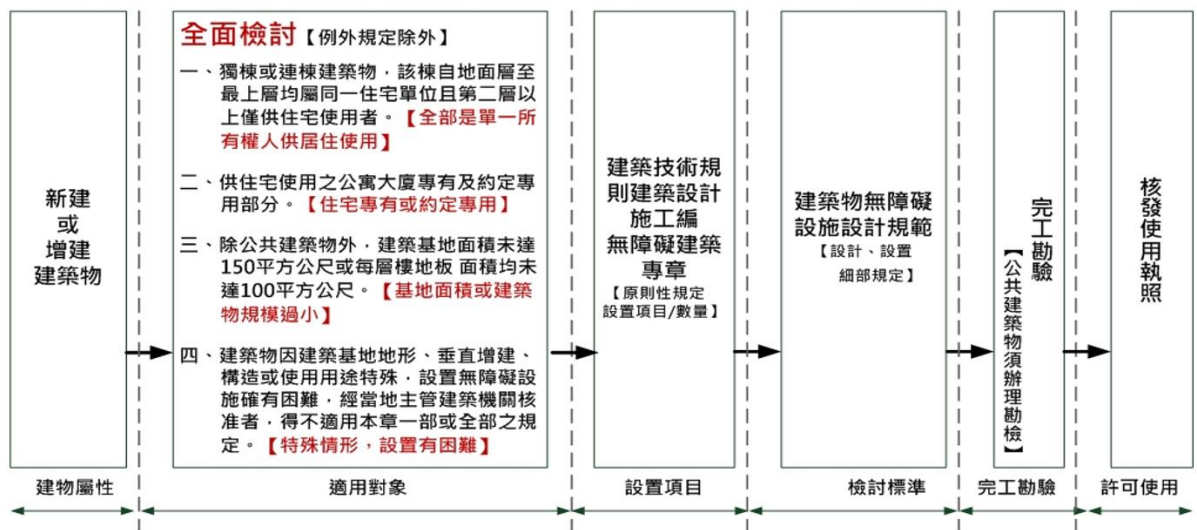 新建
或
增建
建築物
全面檢討【例外規定除外】
一、獨棟或連棟建築物，該棟自地面層至
最上層均屬同一住宅單位且第二層以
上僅供住宅使用者。【全部是單一所
有權人供居住使用】
二、供住宅使用之公寓大廈專有及約定專
用部分。【住宅專有或約定專用】
三、除公共建築物外，建築基地面積未達
150平方公尺或每層樓地板 面積均未
達100平方公尺。【基地面積或建築
物規模過小】
四、建築物因建築基地地形、垂直增建、
構造或使用用途特殊，設置無障礙設
施確有困難，經當地主管建築機關核
准者，得不適用本章一部或全部之規
定。【特殊情形，設置有困難】
建築技術規
則建築設計
施工編
無障礙建築
專章
【原則性規定
設置項目/數量】
建築物無障礙
設施設計規範
【設計、設置
細部規定】
完工勘驗
【公共建築物須辦理勘檢】
核發使用執照
建物屬性
適用對象
設置項目
檢討標準
完工勘驗
許可使用